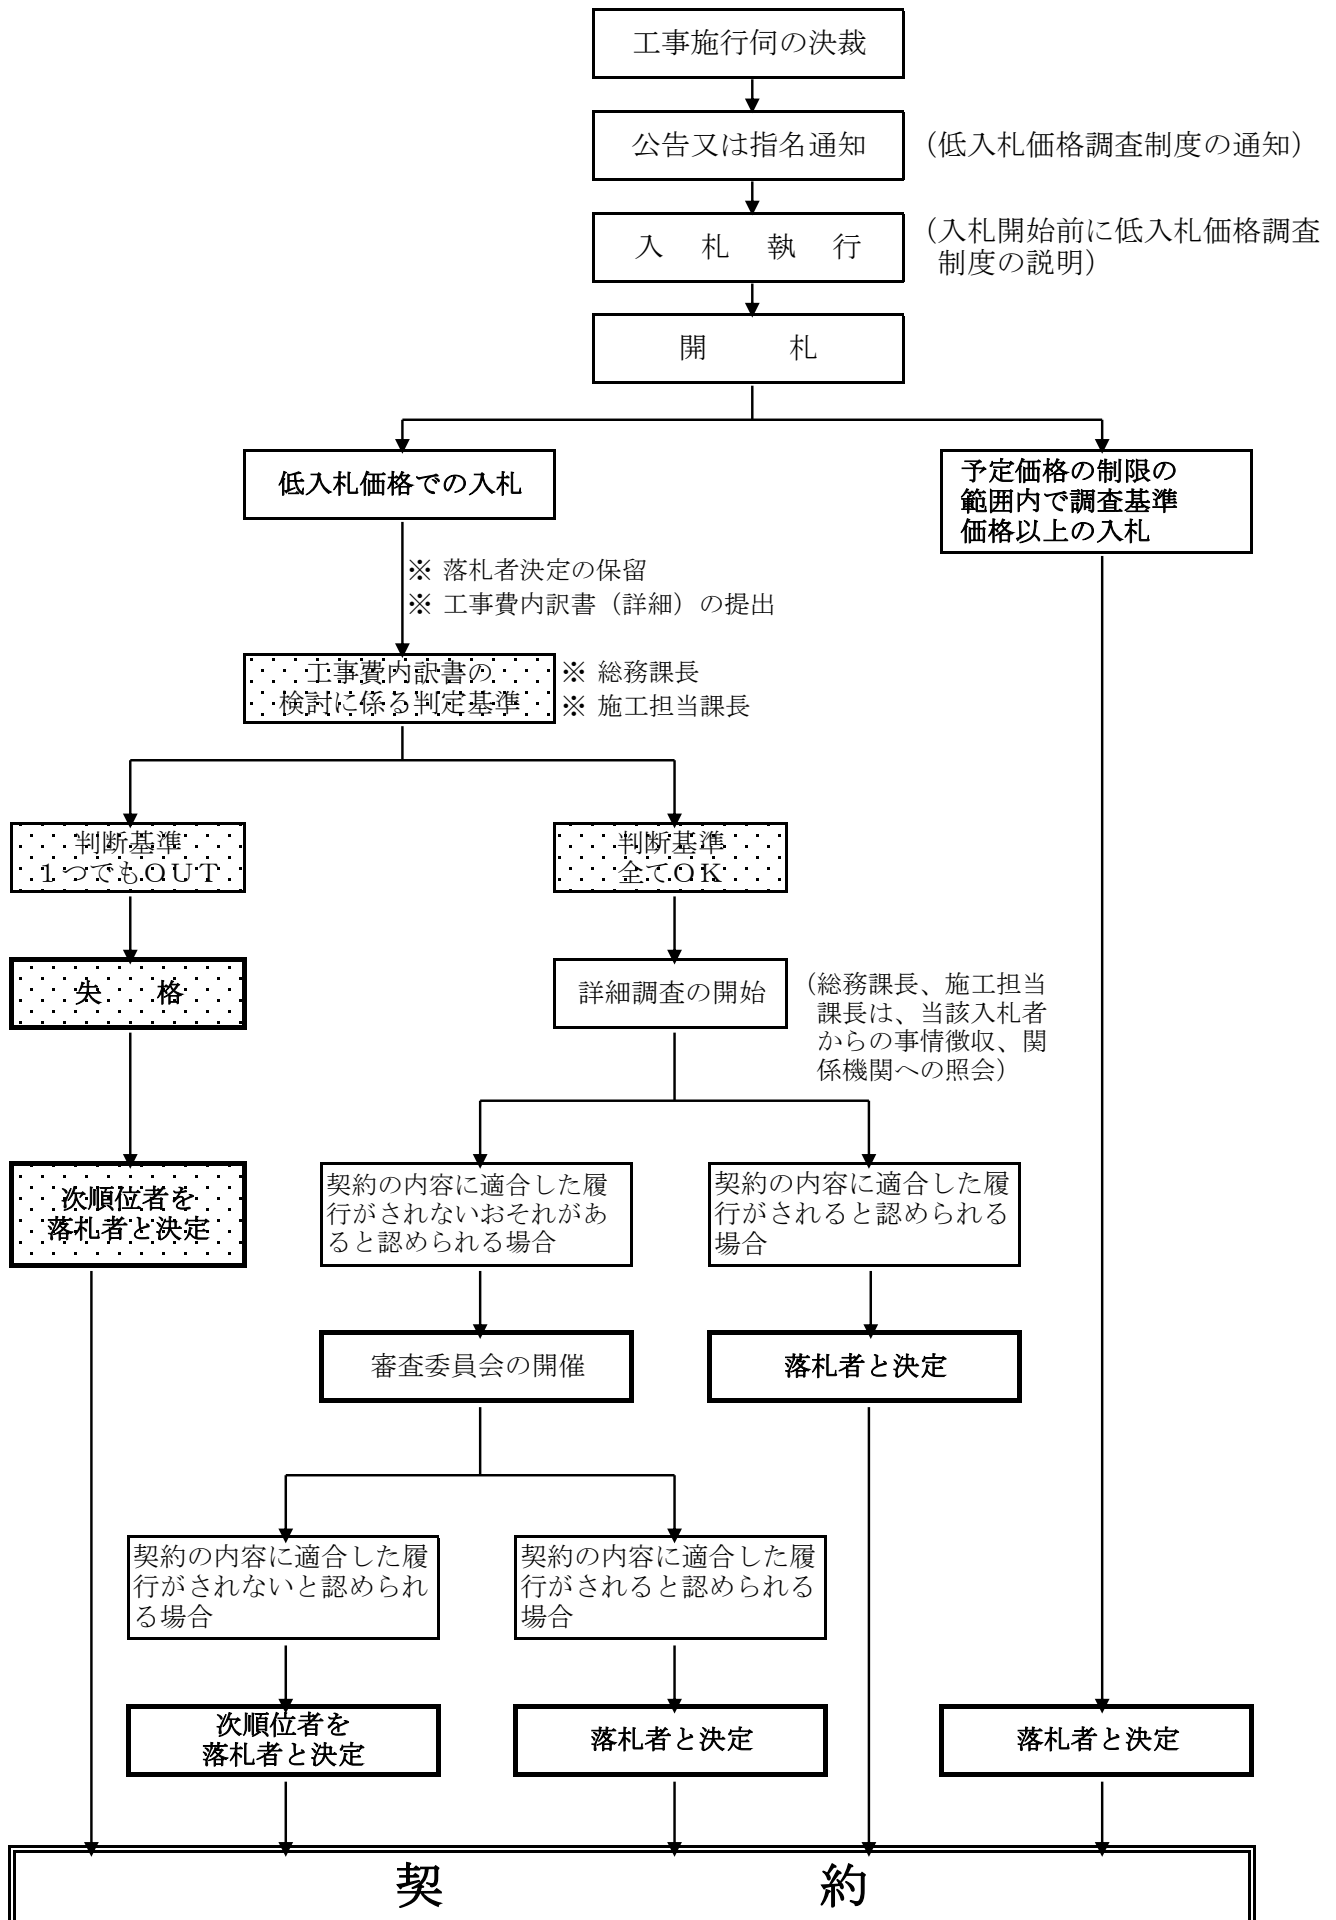 工事施行伺の決裁
公告又は指名通知
（低入札価格調査制度の通知）
入　札　執　行
（入札開始前に低入札価格調査
制度の説明）
開　　　札
低入札価格での入札
予定価格の制限の
範囲内で調査基準
価格以上の入札
※ 落札者決定の保留
※ 工事費内訳書（詳細）の提出
工事費内訳書の
検討に係る判定基準
※ 総務課長
※ 施工担当課長
判断基準
１つでもＯＵＴ
判断基準
全てＯＫ
失　　格
詳細調査の開始
（総務課長、施工担当
課長は、当該入札者
からの事情徴収、関
係機関への照会）
次順位者を
落札者と決定
契約の内容に適合した履
行がされないおそれがあ
ると認められる場合
契約の内容に適合した履
行がされると認められる
場合
審査委員会の開催
落札者と決定
契約の内容に適合した履
行がされないと認められ
る場合
契約の内容に適合した履
行がされると認められる
場合
次順位者を
落札者と決定
落札者と決定
落札者と決定
契　　　　　約